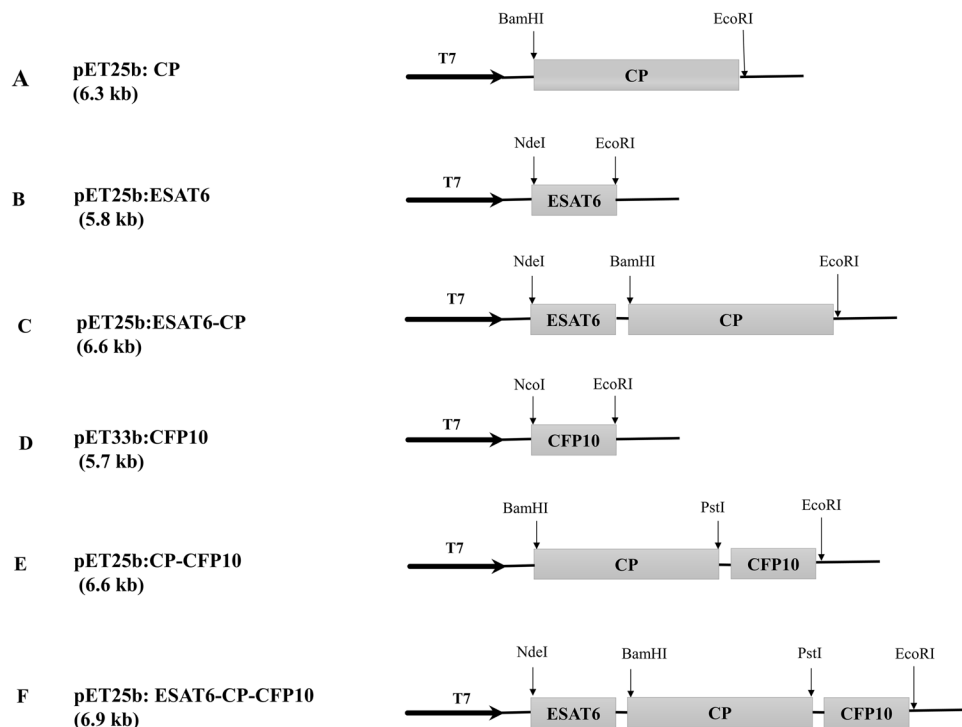 BamHI EcoRI
T7
A pET25b: CP
(6.3 kb)
CP
NdeI EcoRI
T7
B pET25b:ESAT6
(5.8 kb)
ESAT6
NdeI BamHI EcoRI
T7
C pET25b:ESAT6-CP
(6.6 kb)
ESAT6 CP
NcoI EcoRI
T7
D pET33b:CFP10
(5.7 kb)
CFP10
BamHI PstI EcoRI
T7
E pET25b:CP-CFP10
(6.6 kb)
CP CFP10
NdeI BamHI PstI EcoRI
T7
F pET25b: ESAT6-CP-CFP10
(6.9 kb)
ESAT6 CP CFP10